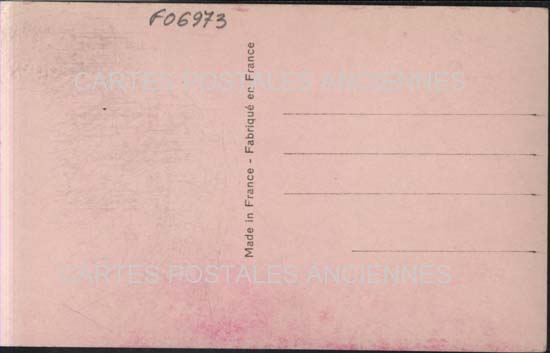 F06973
CARTES POSTALES ANCIENNES
Made in France - Fabriqué en France
CARTES POSTALES ANCIENNES